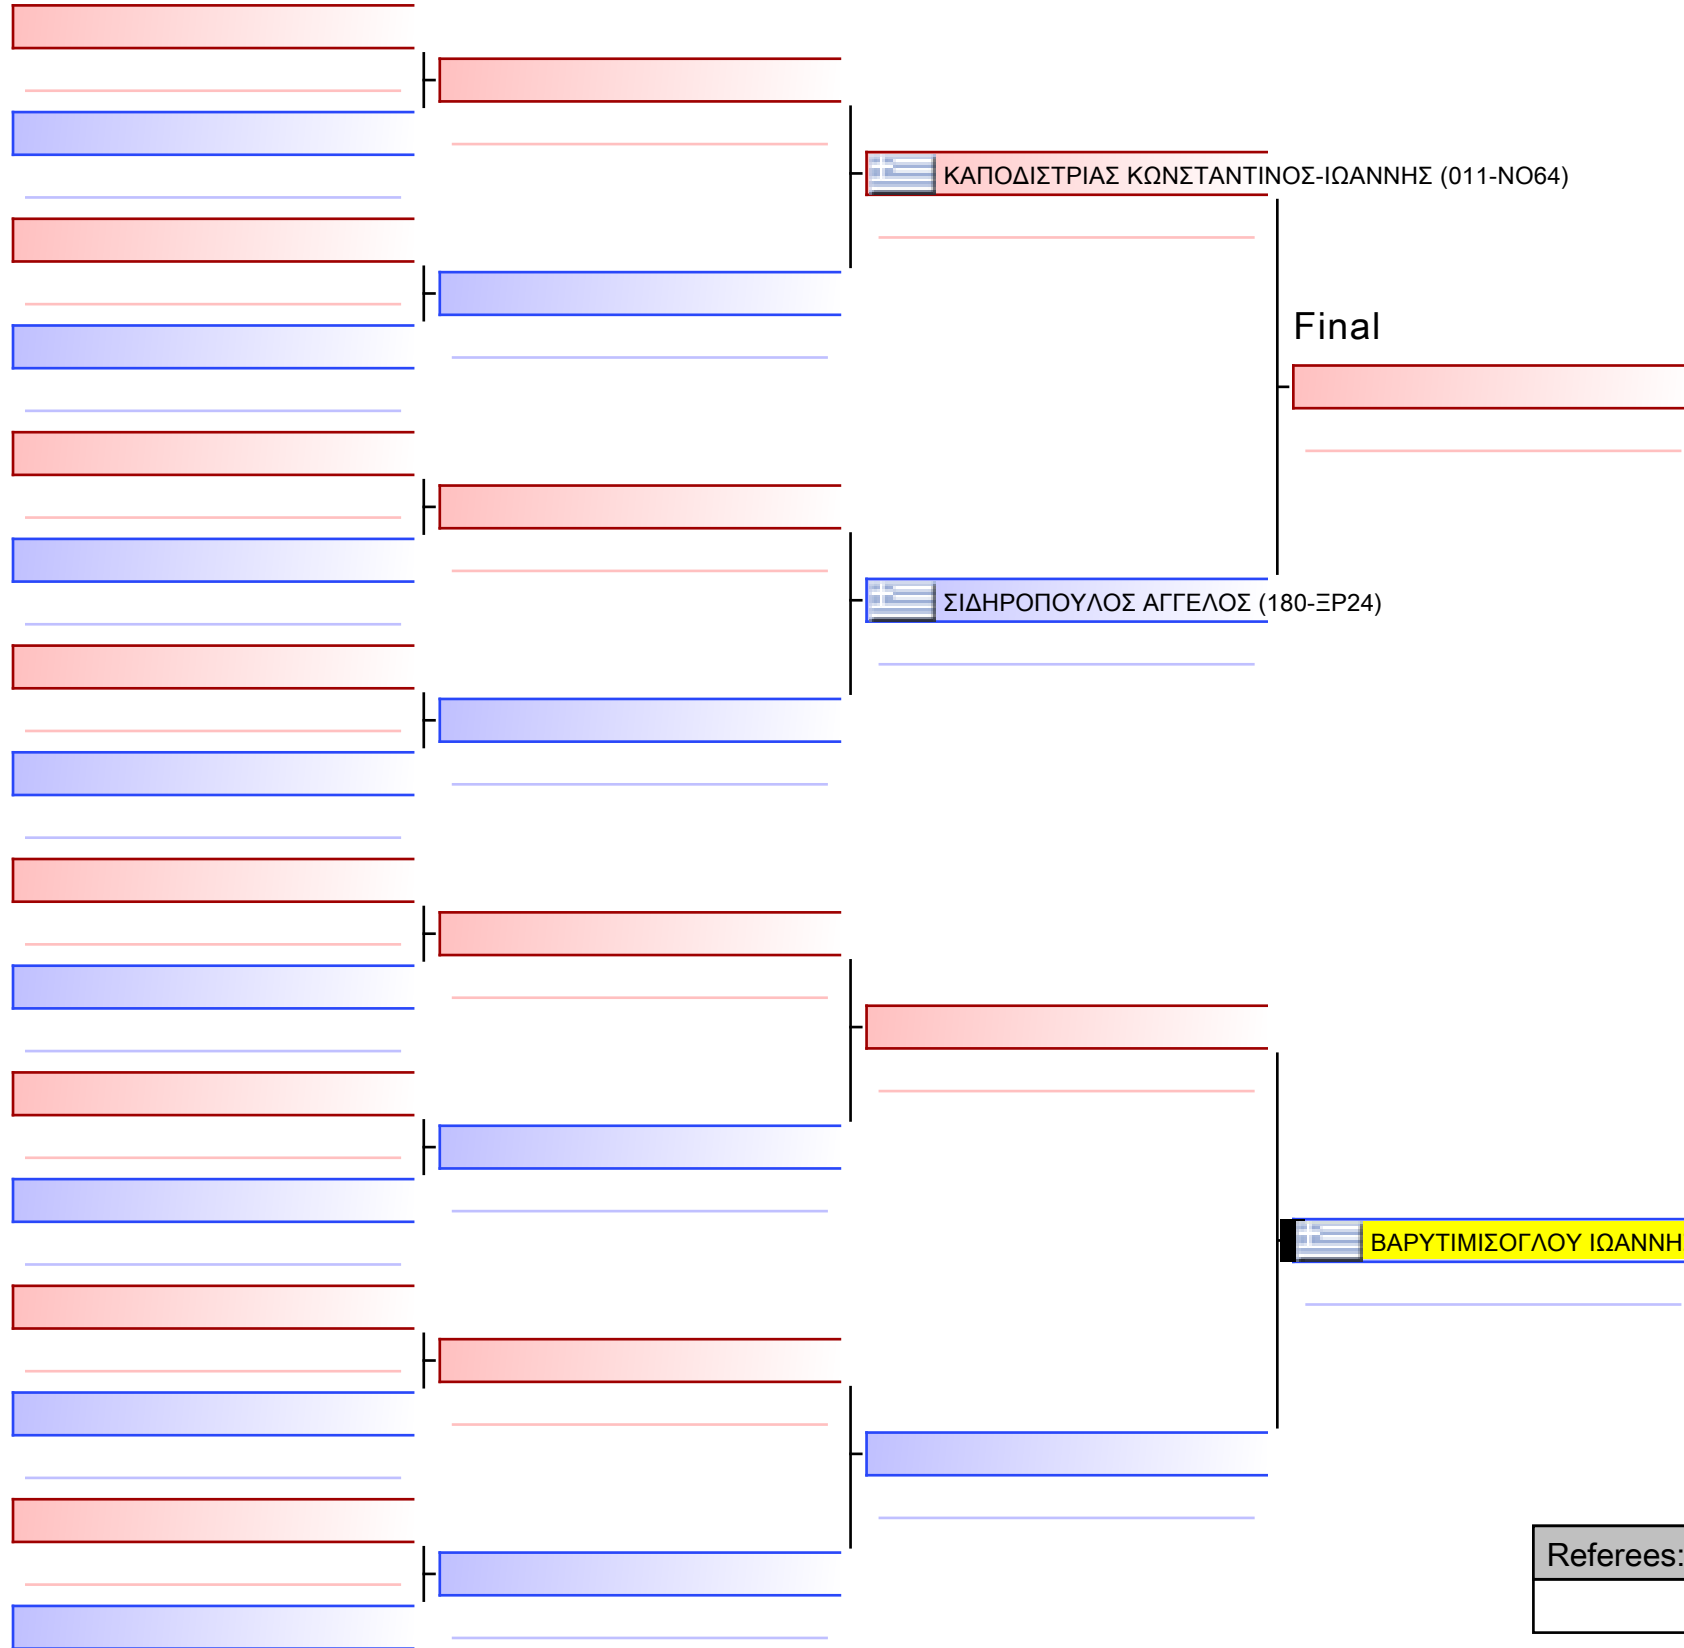 ΚΑΠΟΔΙΣΤΡΙΑΣ ΚΩΝΣΤΑΝΤΙΝΟΣ-ΙΩΑΝΝΗΣ (011-ΝΟ64)
Final
ΣΙΔΗΡΟΠΟΥΛΟΣ ΑΓΓΕΛΟΣ (180-ΞΡ24)
ΒΑΡΥΤΙΜΙΣΟΓΛΟΥ ΙΩΑΝΝΗ
Referees: